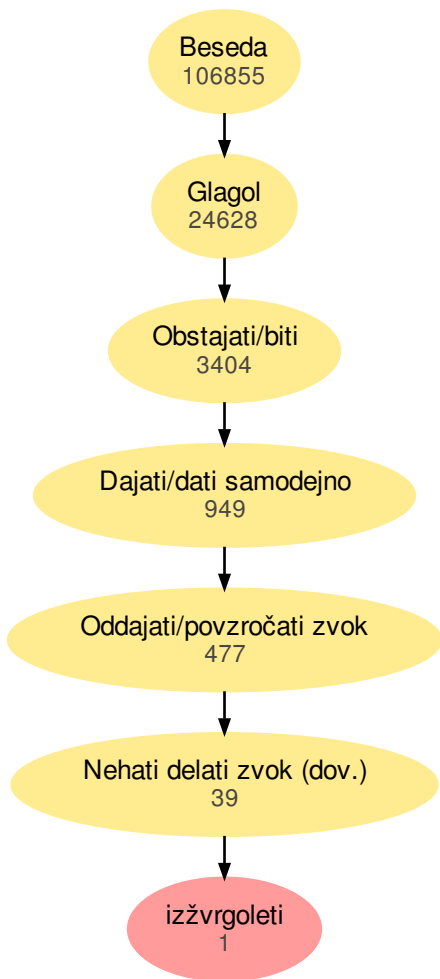 Beseda
106855
Glagol
24628
Obstajati/biti
3404
Dajati/dati samodejno
949
Oddajati/povzročati zvok
477
Nehati delati zvok (dov.)
39
izžvrgoleti
1